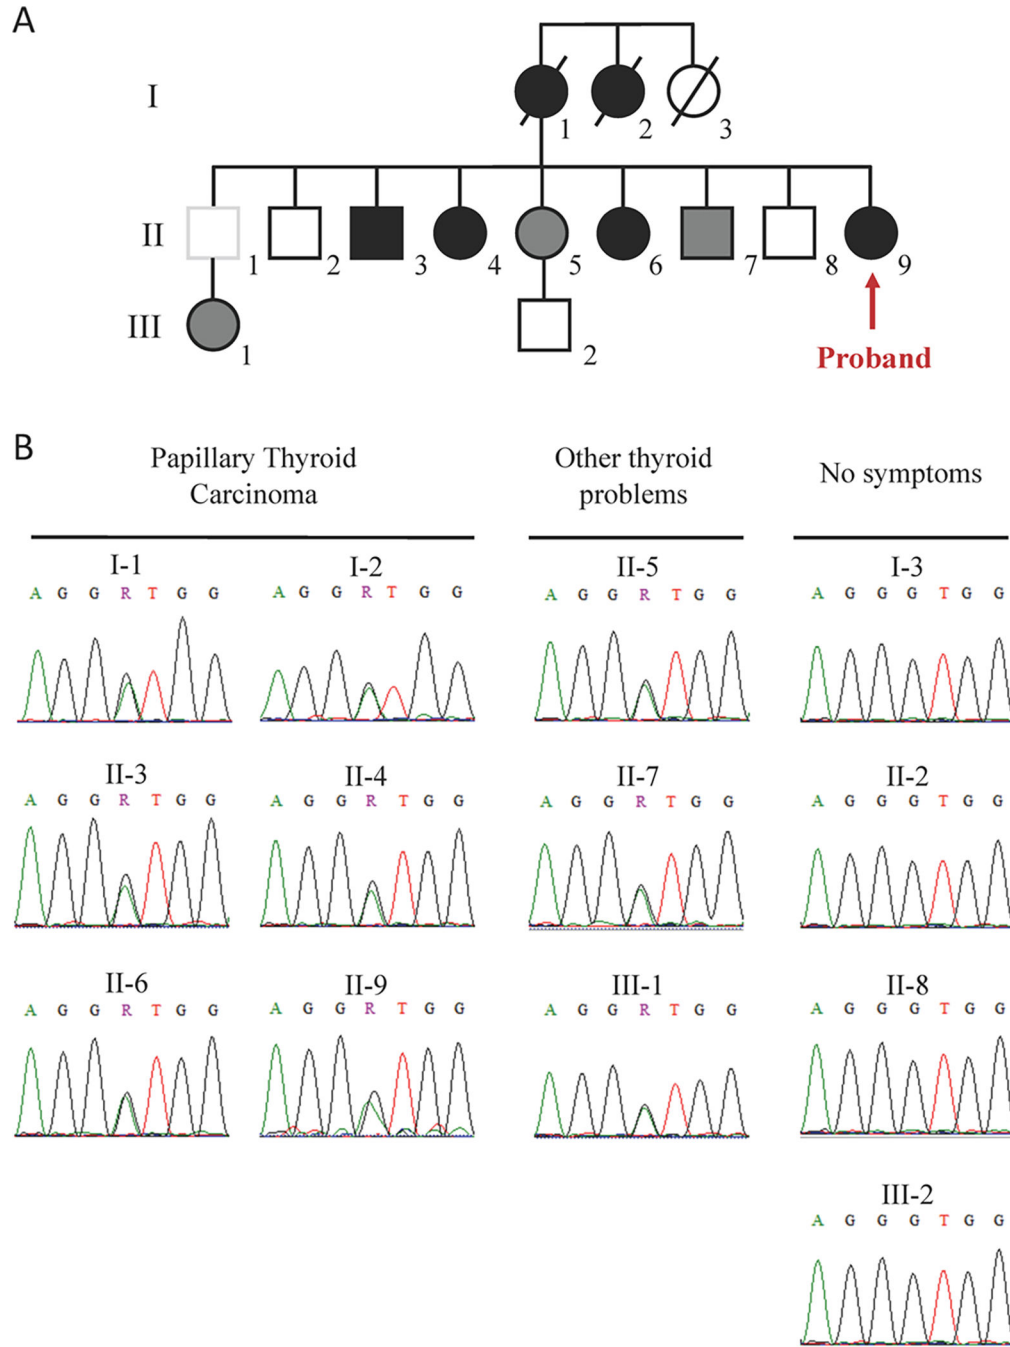 A
I
1 2 3
II
1 2 3 4 5 6 7 8 9
III
1 2
Proband
B
Papillary Thyroid
Carcinoma
Other thyroid
problems
No symptoms
I-1 I-2 II-5 I-3
A G G R T G G A G G R T G G A G G R T G G A G G G T G G
II-3 II-4 II-7 II-2
A G G R T G G A G G R T G G A G G R T G G A G G G T G G
II-6 II-9 III-1 II-8
A G G R T G G A G G R T G G A G G R T G G A G G G T G G
III-2
A G G G T G G